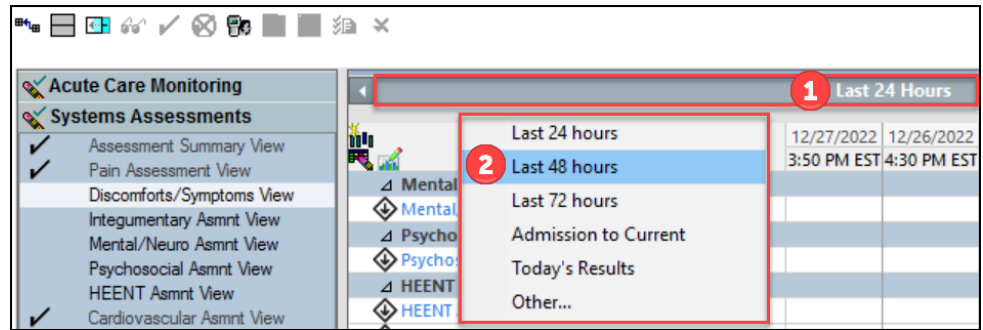 Acute Care Monitoring
Systems Assessments
Assessment Summary View
Pain Assessment View
Discomforts/Symptoms View
Integumentary Asmnt View
Mental/Neuro Asmnt View
Psychosocial Asmnt View
HEENT Asmnt View
Cardiovascular Asmnt View
1 Last 24 Hours
Last 24 hours
2 Last 48 hours
Last 72 hours
Admission to Current
Today's Results
Other...
12/27/2022 12/26/2022
3:50 PM EST 4:30 PM EST
Mental
Mental
Psycho
Psycho
HEENT
HEENT